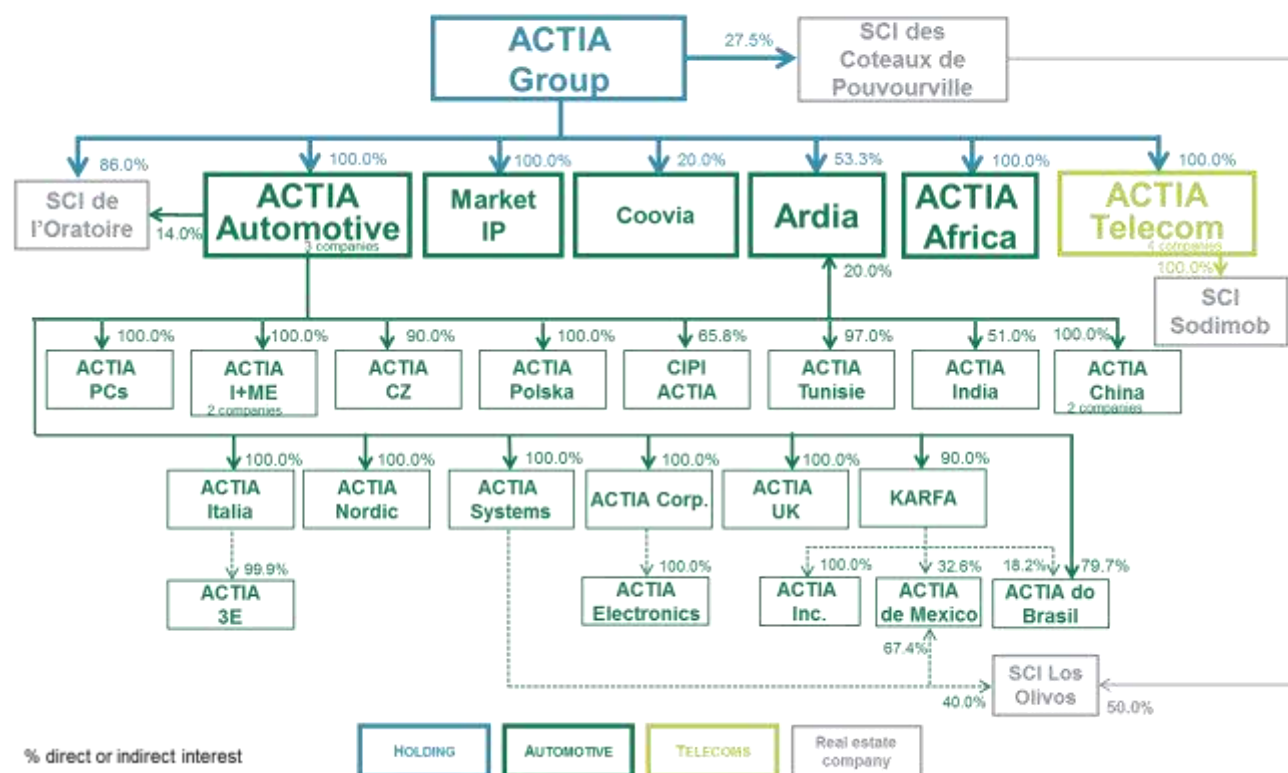 ACTIA
Group
27.5%
SCI des
Coteaux de
Pouvourville
86.0%
100.0%
100.0%
20.0%
53.3%
100.0%
100.0%
SCI de
l'Oratoire
14.0%
ACTIA
Automotive
3 companies
Market
IP
Coovia
Ardia
20.0%
ACTIA
Africa
ACTIA
Telecom
4 companies
100.0%
SCI
Sodimob
100.0%
100.0%
90.0%
100.0%
65.8%
97.0%
51.0%
100.0%
ACTIA
PCs
ACTIA
I+ME
2 companies
ACTIA
CZ
ACTIA
Polska
CIPI
ACTIA
ACTIA
Tunisie
ACTIA
India
ACTIA
China
2 companies
100.0%
100.0%
100.0%
100.0%
100.0%
90.0%
ACTIA
Italia
ACTIA
Nordic
ACTIA
Systems
ACTIA Corp.
ACTIA
UK
KARFA
99.9%
100.0%
100.0%
32.6%
18.2%
79.7%
ACTIA
3E
ACTIA
Electronics
ACTIA
Inc.
ACTIA
de Mexico
ACTIA do
Brasil
67.4%
SCI Los
Olivos
40.0%
50.0%
% direct or indirect interest
HOLDING
AUTOMOTIVE
TELECOMS
Real estate
company